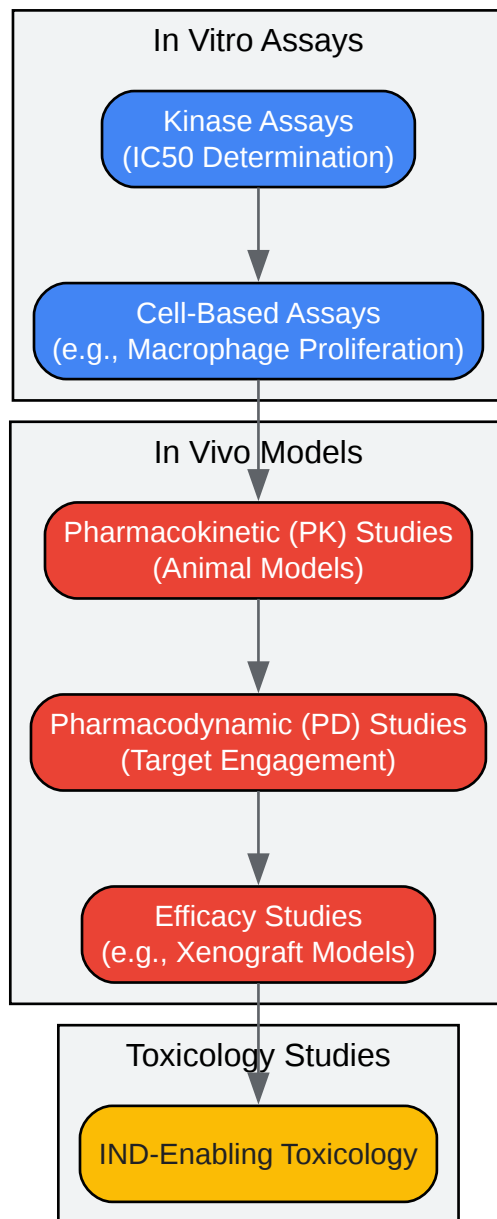 In Vitro Assays
Kinase Assays
(IC50 Determination)
Cell-Based Assays
(e.g., Macrophage Proliferation)
In Vivo Models
Pharmacokinetic (PK) Studies
(Animal Models)
Pharmacodynamic (PD) Studies
(Target Engagement)
Efficacy Studies
(e.g., Xenograft Models)
Toxicology Studies
IND-Enabling Toxicology